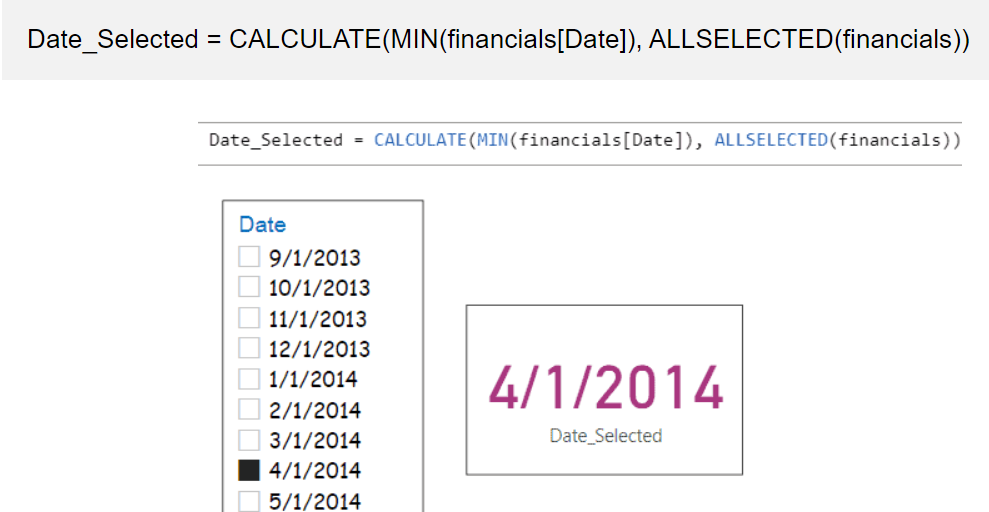 Date_Selected = CALCULATE(MIN(financials[Date]), ALLSELECTED(financials))
Date_Selected = CALCULATE(MIN(financials[Date]), ALLSELECTED(financials))
Date
9/1/2013
10/1/2013
11/1/2013
12/1/2013
1/1/2014
2/1/2014
3/1/2014
4/1/2014
5/1/2014
4/1/2014
Date_Selected